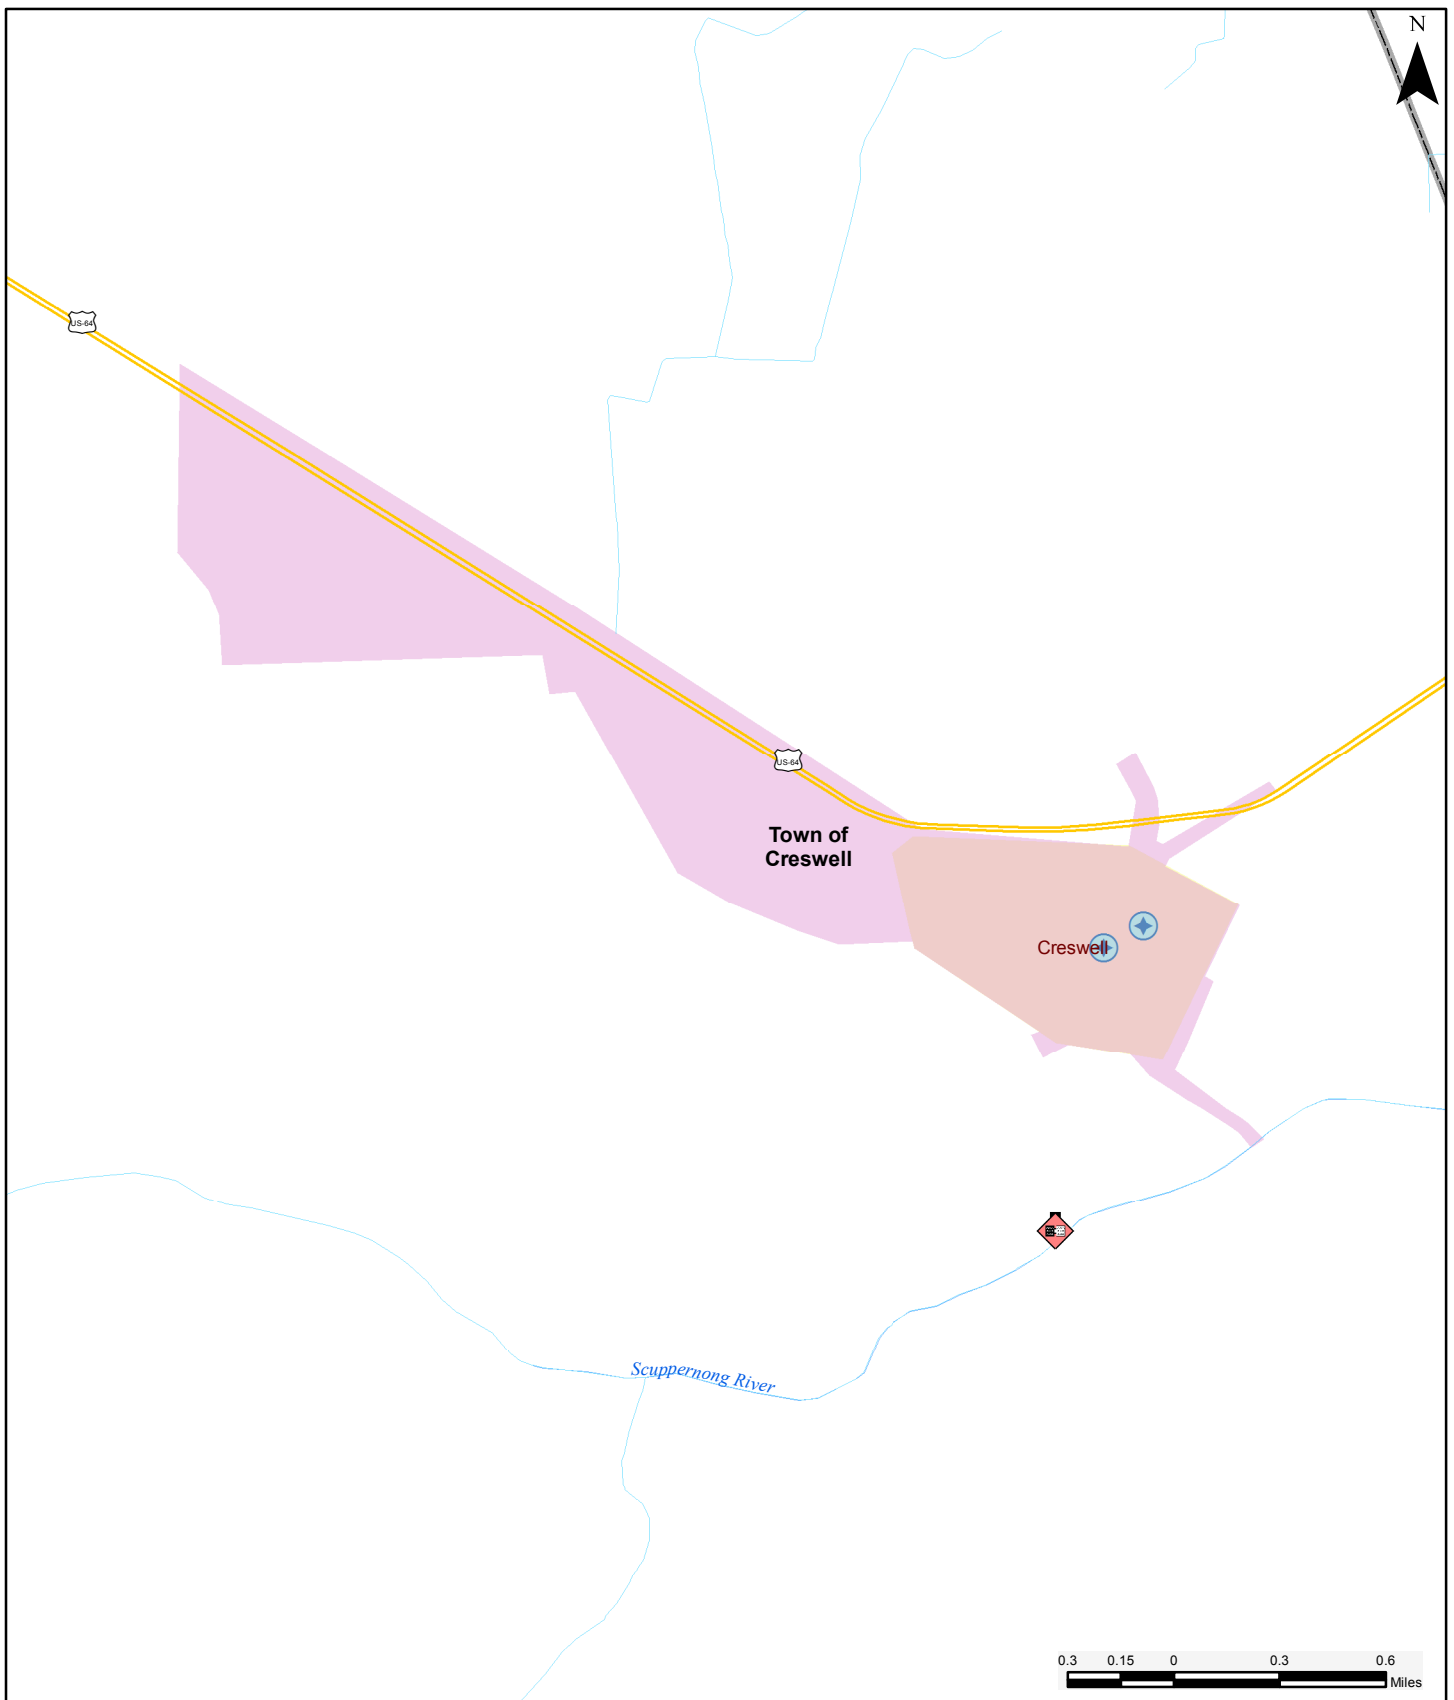 N
US-64
US-64
Town of
Creswell
Creswell
Scuppernong River
0.3 0.15 0 0.3 0.6
Miles